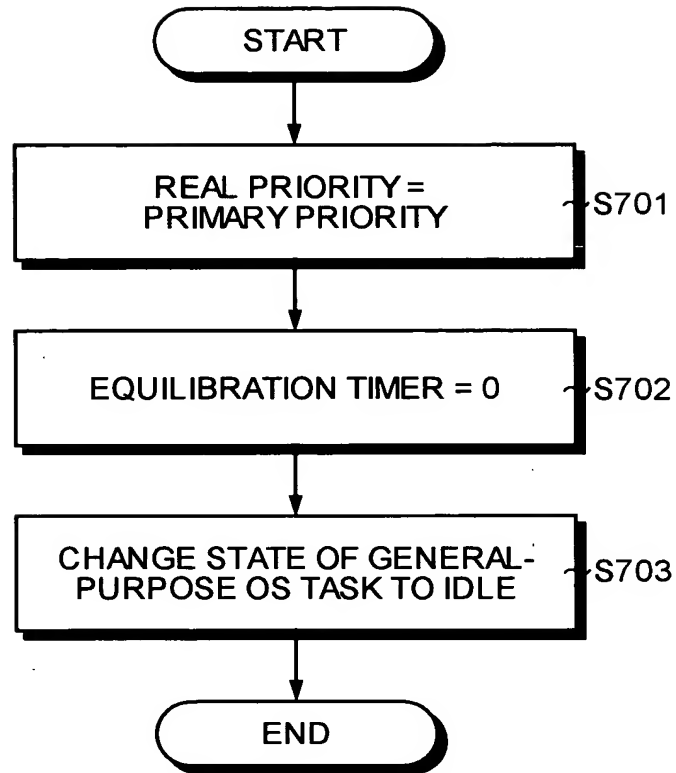 START
REAL PRIORITY =
PRIMARY PRIORITY
S701
EQUILIBRATION TIMER = 0
S702
CHANGE STATE OF GENERAL-
PURPOSE OS TASK TO IDLE
S703
END